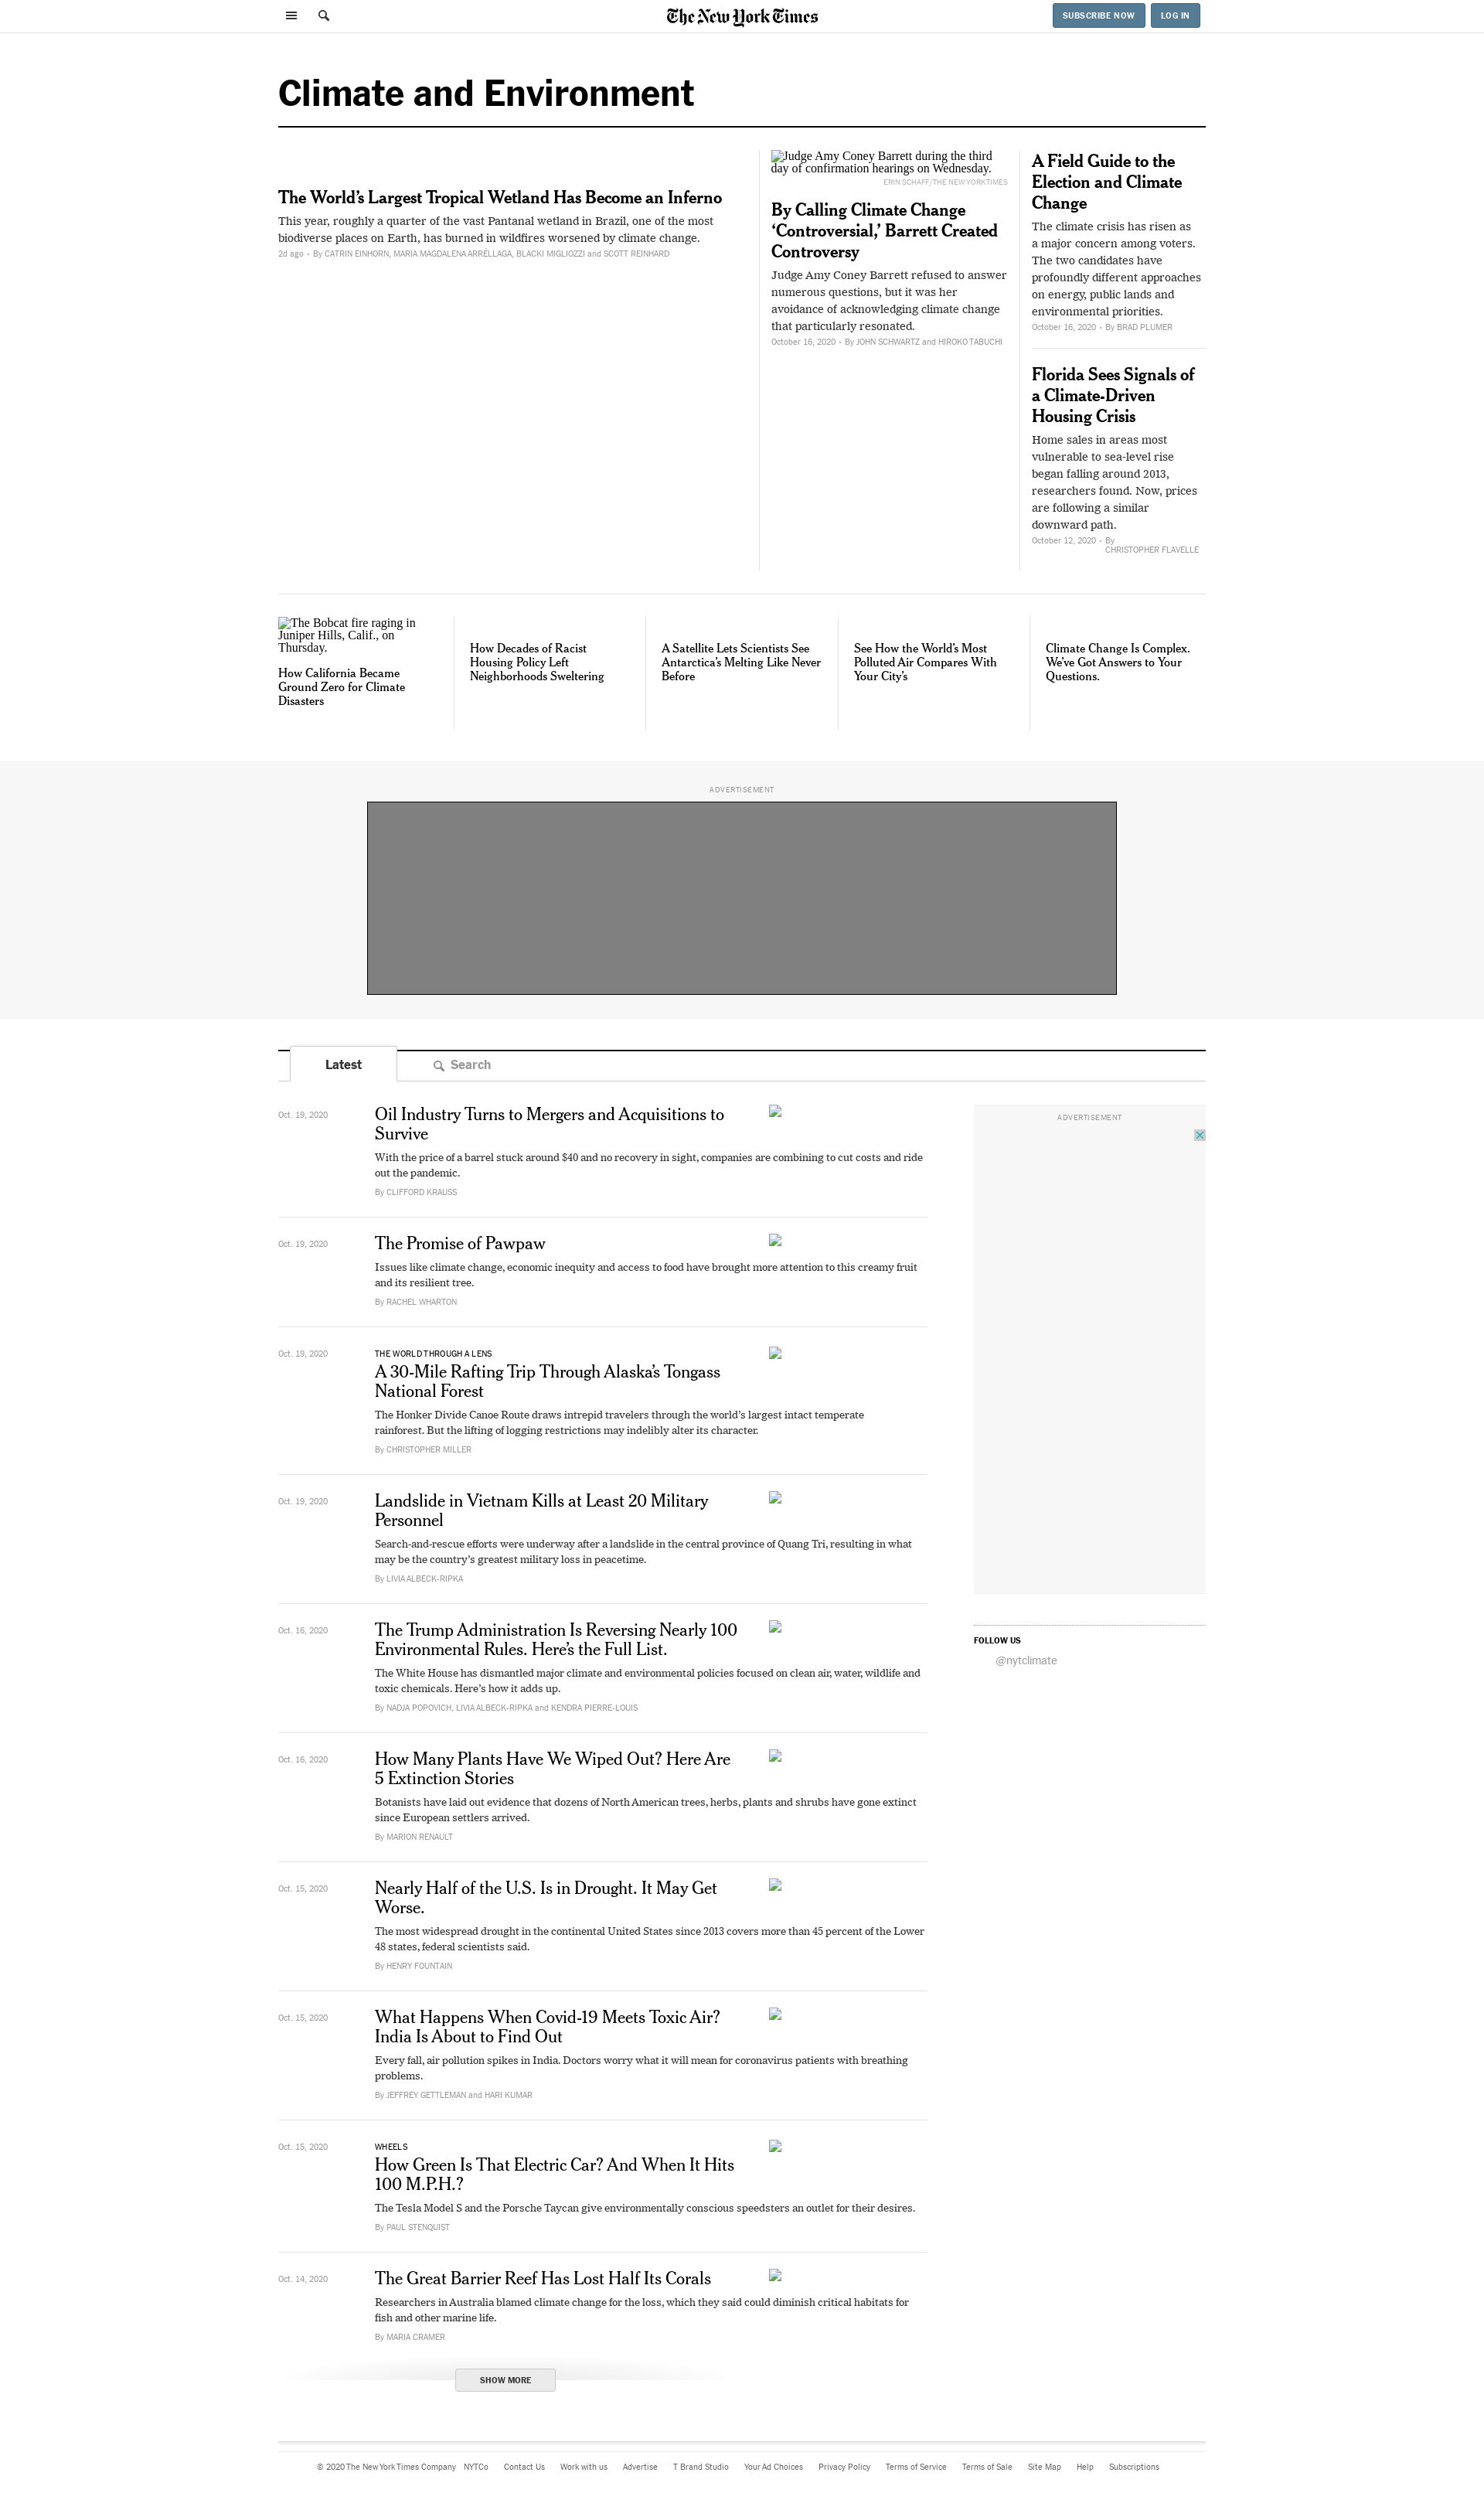 The New York Times
SUBSCRIBE NOW
LOG IN
Climate and Environment
The World’s Largest Tropical Wetland Has Become an Inferno
This year, roughly a quarter of the vast Pantanal wetland in Brazil, one of the most
biodiverse places on Earth, has burned in wildfires worsened by climate change.
2d ago • By CATRIN EINHORN, MARIA MAGDALENA ARRÉLLAGA, BLACKI MIGLIOZZI and SCOTT REINHARD
Judge Amy Coney Barrett during the third
day of confirmation hearings on Wednesday.
ERIN SCHAFF/THE NEW YORK TIMES
By Calling Climate Change
‘Controversial,’ Barrett Created
Controversy
Judge Amy Coney Barrett refused to answer
numerous questions, but it was her
avoidance of acknowledging climate change
that particularly resonated.
October 16, 2020 • By JOHN SCHWARTZ and HIROKO TABUCHI
A Field Guide to the
Election and Climate
Change
The climate crisis has risen as
a major concern among voters.
The two candidates have
profoundly different approaches
on energy, public lands and
environmental priorities.
October 16, 2020 • By BRAD PLUMER
Florida Sees Signals of
a Climate-Driven
Housing Crisis
Home sales in areas most
vulnerable to sea-level rise
began falling around 2013,
researchers found. Now, prices
are following a similar
downward path.
October 12, 2020 • By
CHRISTOPHER FLAVELLE
The Bobcat fire raging in
Juniper Hills, Calif., on
Thursday.
How California Became
Ground Zero for Climate
Disasters
How Decades of Racist
Housing Policy Left
Neighborhoods Sweltering
A Satellite Lets Scientists See
Antarctica’s Melting Like Never
Before
See How the World’s Most
Polluted Air Compares With
Your City’s
Climate Change Is Complex.
We’ve Got Answers to Your
Questions.
ADVERTISEMENT
Latest
Search
Oct. 19, 2020
Oil Industry Turns to Mergers and Acquisitions to
Survive
With the price of a barrel stuck around $40 and no recovery in sight, companies are combining to cut costs and ride
out the pandemic.
By CLIFFORD KRAUSS
Oct. 19, 2020
The Promise of Pawpaw
Issues like climate change, economic inequity and access to food have brought more attention to this creamy fruit
and its resilient tree.
By RACHEL WHARTON
Oct. 19, 2020
THE WORLD THROUGH A LENS
A 30-Mile Rafting Trip Through Alaska’s Tongass
National Forest
The Honker Divide Canoe Route draws intrepid travelers through the world’s largest intact temperate
rainforest. But the lifting of logging restrictions may indelibly alter its character.
By CHRISTOPHER MILLER
Oct. 19, 2020
Landslide in Vietnam Kills at Least 20 Military
Personnel
Search-and-rescue efforts were underway after a landslide in the central province of Quang Tri, resulting in what
may be the country’s greatest military loss in peacetime.
By LIVIA ALBECK-RIPKA
Oct. 16, 2020
The Trump Administration Is Reversing Nearly 100
Environmental Rules. Here’s the Full List.
The White House has dismantled major climate and environmental policies focused on clean air, water, wildlife and
toxic chemicals. Here’s how it adds up.
By NADJA POPOVICH, LIVIA ALBECK-RIPKA and KENDRA PIERRE-LOUIS
Oct. 16, 2020
How Many Plants Have We Wiped Out? Here Are
5 Extinction Stories
Botanists have laid out evidence that dozens of North American trees, herbs, plants and shrubs have gone extinct
since European settlers arrived.
By MARION RENAULT
Oct. 15, 2020
Nearly Half of the U.S. Is in Drought. It May Get
Worse.
The most widespread drought in the continental United States since 2013 covers more than 45 percent of the Lower
48 states, federal scientists said.
By HENRY FOUNTAIN
Oct. 15, 2020
What Happens When Covid-19 Meets Toxic Air?
India Is About to Find Out
Every fall, air pollution spikes in India. Doctors worry what it will mean for coronavirus patients with breathing
problems.
By JEFFREY GETTLEMAN and HARI KUMAR
Oct. 15, 2020
WHEELS
How Green Is That Electric Car? And When It Hits
100 M.P.H.?
The Tesla Model S and the Porsche Taycan give environmentally conscious speedsters an outlet for their desires.
By PAUL STENQUIST
Oct. 14, 2020
The Great Barrier Reef Has Lost Half Its Corals
Researchers in Australia blamed climate change for the loss, which they said could diminish critical habitats for
fish and other marine life.
By MARIA CRAMER
SHOW MORE
ADVERTISEMENT
FOLLOW US
@nytclimate
© 2020 The New York Times Company NYTCo Contact Us Work with us Advertise T Brand Studio Your Ad Choices Privacy Policy Terms of Service Terms of Sale Site Map Help Subscriptions